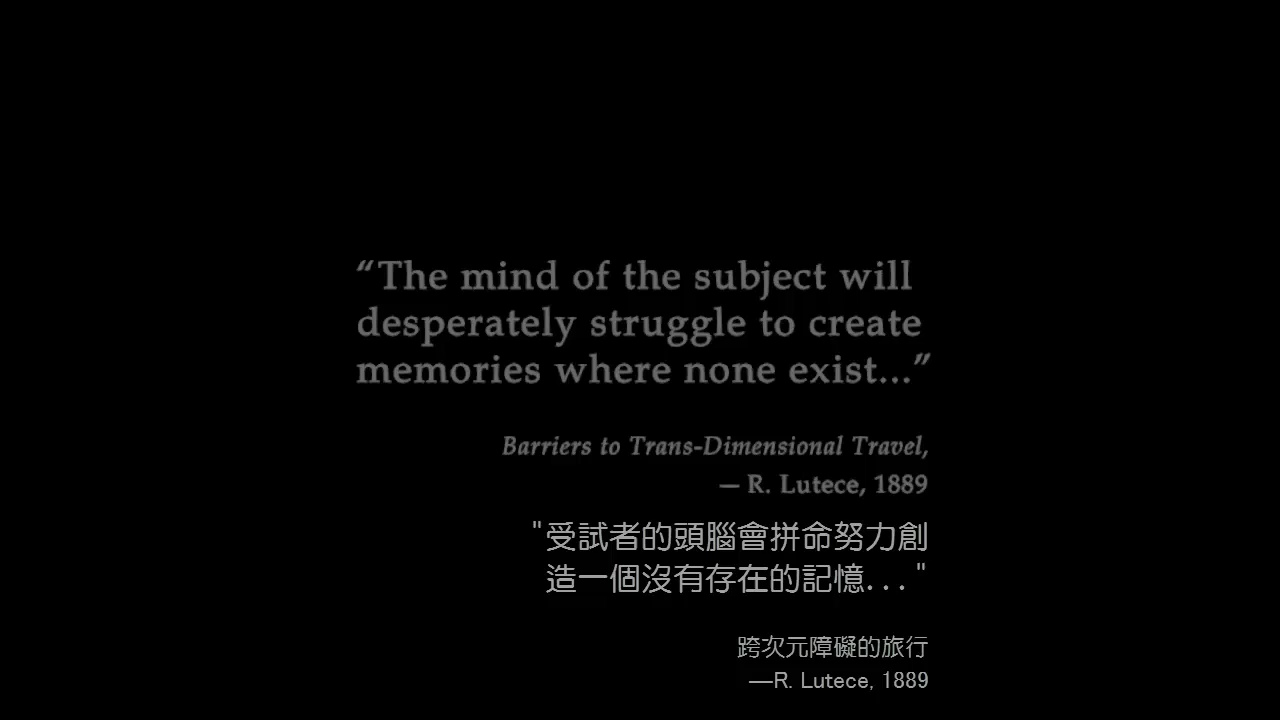 “The mind of the subject will
desperately struggle to create
memories where none exist...”
Barriers to Trans-Dimensional Travel,
— R. Lutece, 1889
"受試者的頭腦會拼命努力創
造一個沒有存在的記憶..."
跨次元障礙的旅行
—R. Lutece, 1889